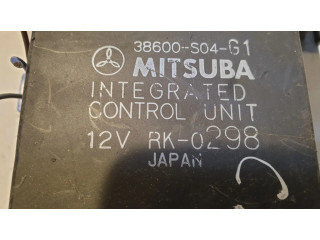 38600-S04-G1
MITSUBA
INTEGRATED
CONTROL UNIT
12V RK-0298
JAPAN